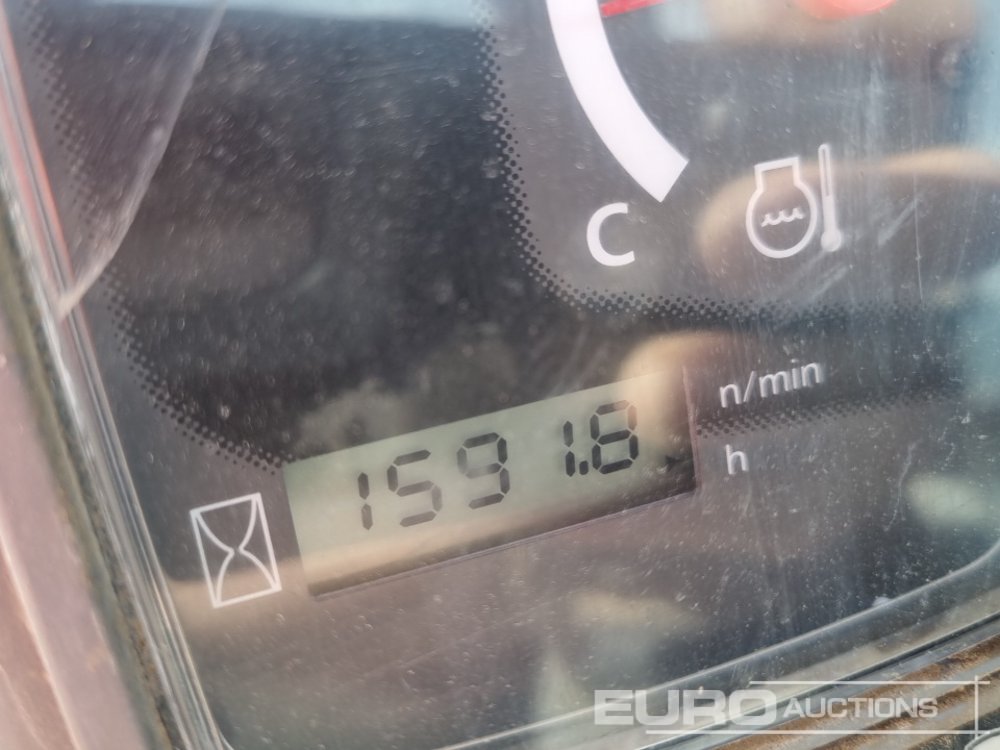 C
n/min
1591.8
h
EURO AUCTIONS